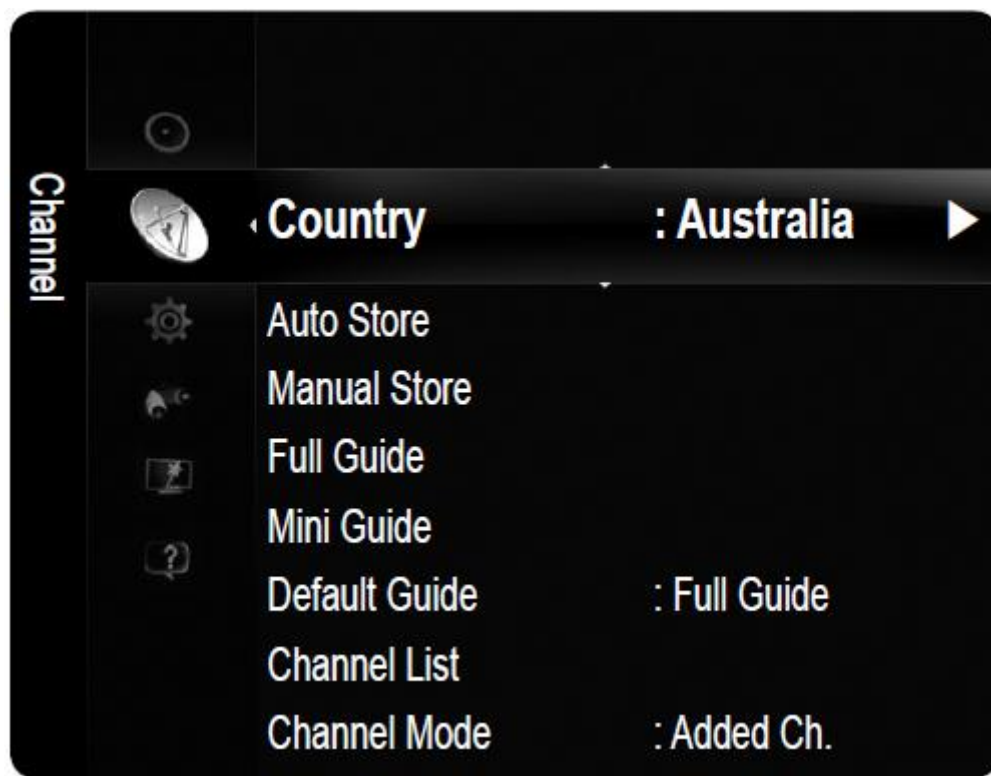 Channel
Country : Australia
Auto Store
Manual Store
Full Guide
Mini Guide
Default Guide : Full Guide
Channel List
Channel Mode : Added Ch.